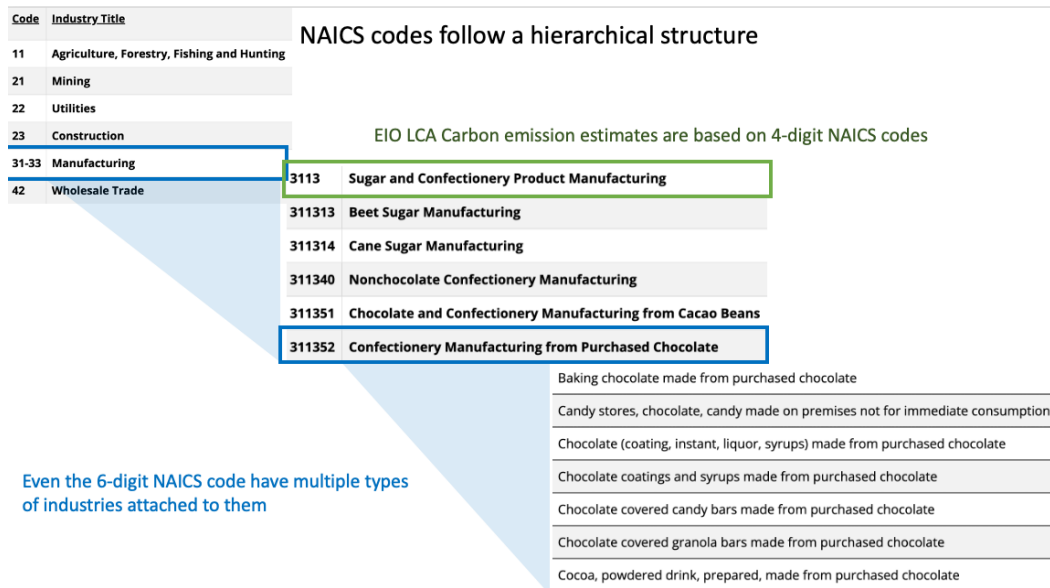 NAICS codes follow a hierarchical structure
Code Industry Title
11 Agriculture, Forestry, Fishing and Hunting
21 Mining
22 Utilities
23 Construction
31-33 Manufacturing
42 Wholesale Trade
EIO LCA Carbon emission estimates are based on 4-digit NAICS codes
3113 Sugar and Confectionery Product Manufacturing
311313 Beet Sugar Manufacturing
311314 Cane Sugar Manufacturing
311340 Nonchocolate Confectionery Manufacturing
311351 Chocolate and Confectionery Manufacturing from Cacao Beans
311352 Confectionery Manufacturing from Purchased Chocolate
Baking chocolate made from purchased chocolate
Candy stores, chocolate, candy made on premises not for immediate consumption
Chocolate (coating, instant, liquor, syrups) made from purchased chocolate
Chocolate coatings and syrups made from purchased chocolate
Chocolate covered candy bars made from purchased chocolate
Chocolate covered granola bars made from purchased chocolate
Cocoa, powdered drink, prepared, made from purchased chocolate
Even the 6-digit NAICS code have multiple types
of industries attached to them